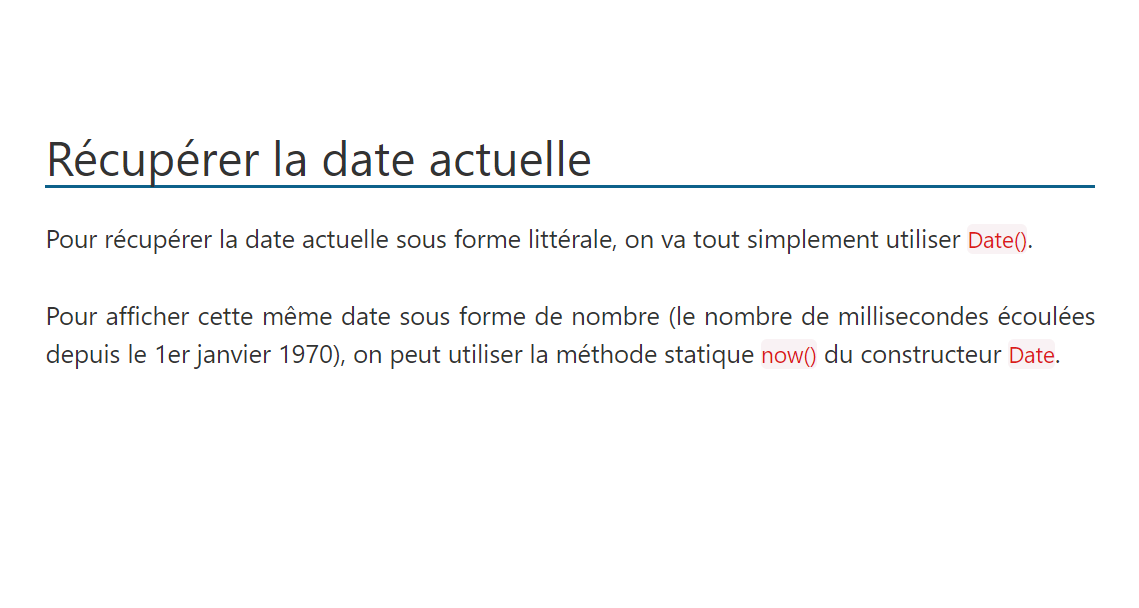 Récupérer la date actuelle
Pour récupérer la date actuelle sous forme littérale, on va tout simplement utiliser Date().
Pour afficher cette même date sous forme de nombre (le nombre de millisecondes écoulées
depuis le 1er janvier 1970), on peut utiliser la méthode statique now() du constructeur Date.